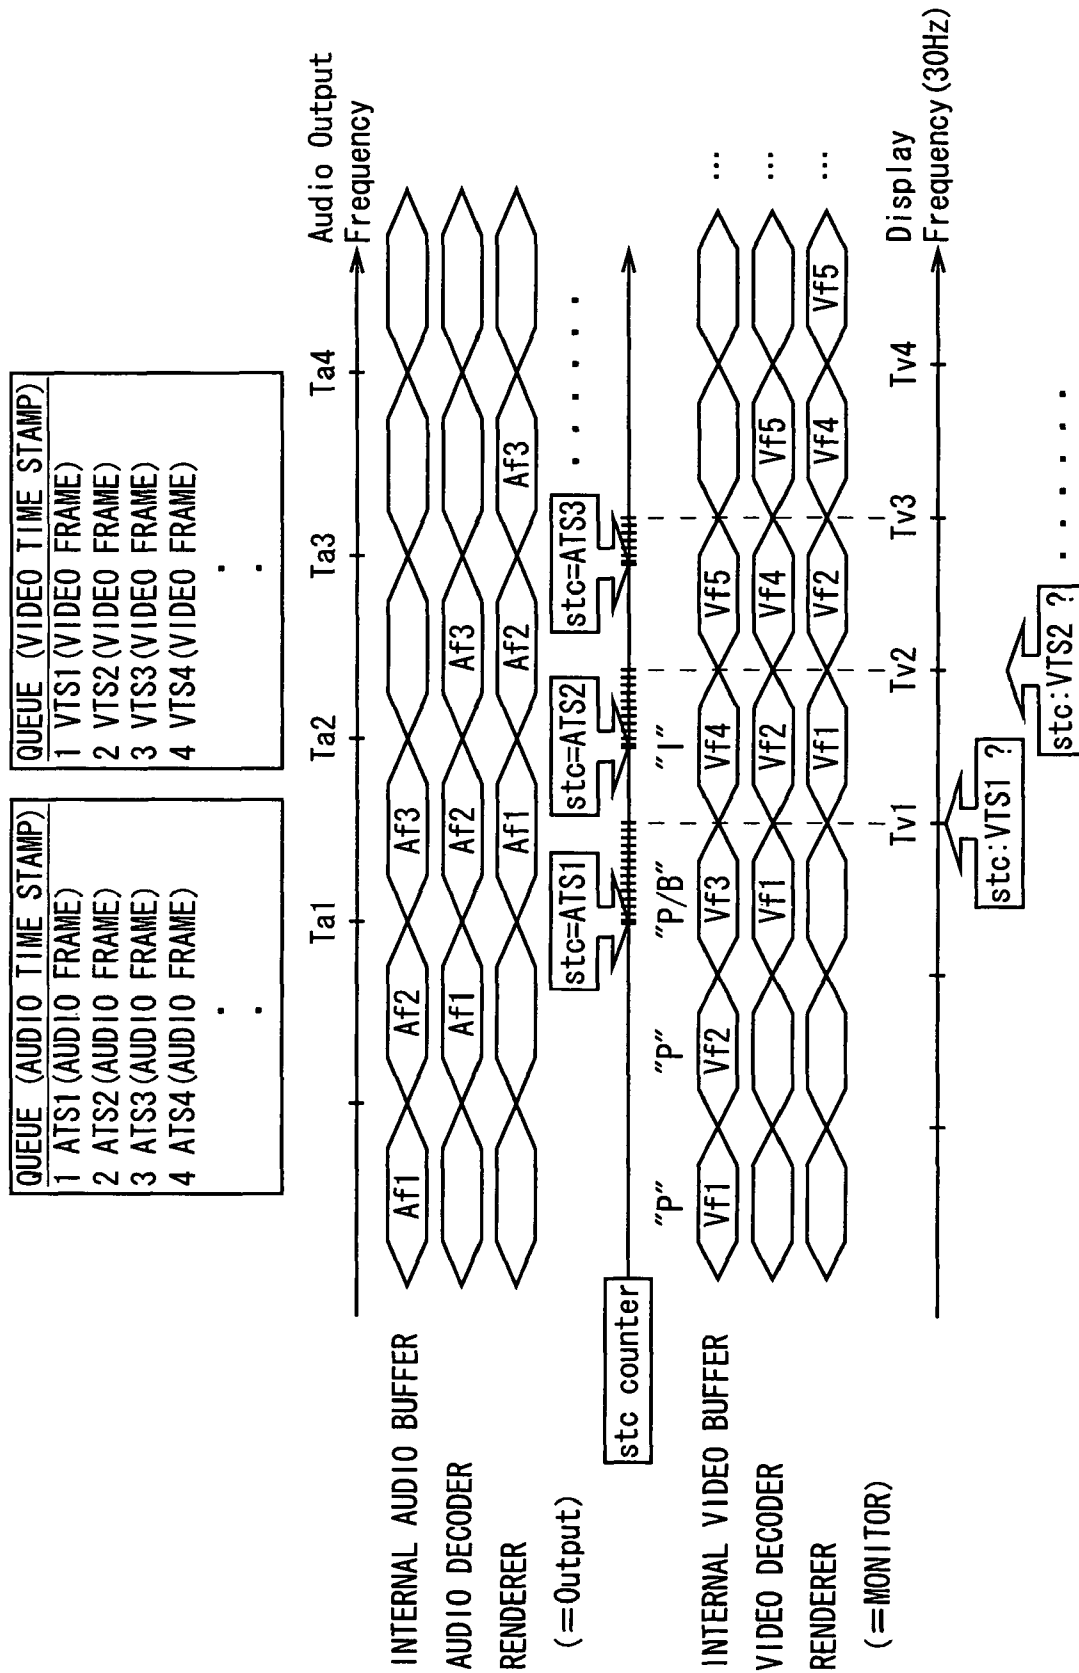 QUEUE (AUDIO TIME STAMP)
1 ATS1(AUDIO FRAME)
2 ATS2(AUDIO FRAME)
3 ATS3(AUDIO FRAME)
4 ATS4(AUDIO FRAME)
QUEUE (VIDEO TIME STAMP)
1 VTS1(VIDEO FRAME)
2 VTS2(VIDEO FRAME)
3 VTS3(VIDEO FRAME)
4 VTS4(VIDEO FRAME)
Ta1 Ta2 Ta3 Ta4
Audio Output
Frequency
INTERNAL AUDIO BUFFER Af1 Af2 Af3
AUDIO DECODER Af1 Af2 Af3
RENDERER Af1 Af2 Af3
(=Output)
stc=ATS1 stc=ATS2 stc=ATS3 ......
stc counter
"P" "P" "P/B" "I"
INTERNAL VIDEO BUFFER Vf1 Vf2 Vf3 Vf4 Vf5 ...
VIDEO DECODER Vf1 Vf2 Vf4 Vf5 ...
RENDERER Vf1 Vf2 Vf4 Vf5 ...
(=MONITOR)
Tv1 Tv2 Tv3 Tv4
Display
Frequency(30Hz)
stc:VTS1 ?
stc:VTS2 ? .....